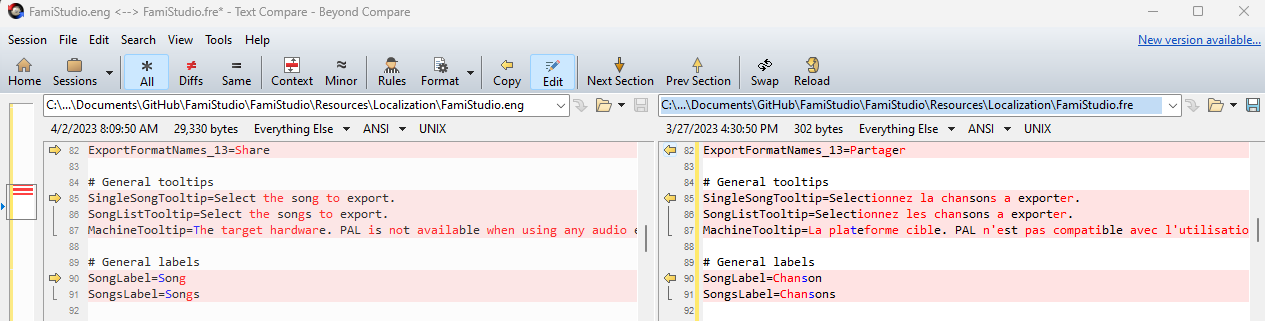 FamiStudio.eng <--> FamiStudio.fre* - Text Compare - Beyond Compare
Session File Edit Search View Tools Help New version available...
Home Sessions All Diffs Same Context Minor Rules Format Copy Edit Next Section Prev Section Swap Reload
C:\...\Documents\GitHub\FamiStudio\FamiStudio\Resources\Localization\FamiStudio.eng
4/2/2023 8:09:50 AM 29,330 bytes Everything Else ANSI UNIX
82 ExportFormatNames_13=Share
83
84 # General tooltips
85 SingleSongTooltip=Select the song to export.
86 SongListTooltip=Select the songs to export.
87 MachineTooltip=The target hardware. PAL is not available when using any audio e
88
89 # General labels
90 SongLabel=Song
91 SongsLabel=Songs
92
C:\...\Documents\GitHub\FamiStudio\FamiStudio\Resources\Localization\FamiStudio.fre
3/27/2023 4:30:50 PM 302 bytes Everything Else ANSI UNIX
82 ExportFormatNames_13=Partager
83
84 # General tooltips
85 SingleSongTooltip=Selectionnez la chansons a exporter.
86 SongListTooltip=Selectionnez les chansons a exporter.
87 MachineTooltip=La plateforme cible. PAL n'est pas compatible avec l'utilisatio
88
89 # General labels
90 SongLabel=Chanson
91 SongsLabel=Chansons
92